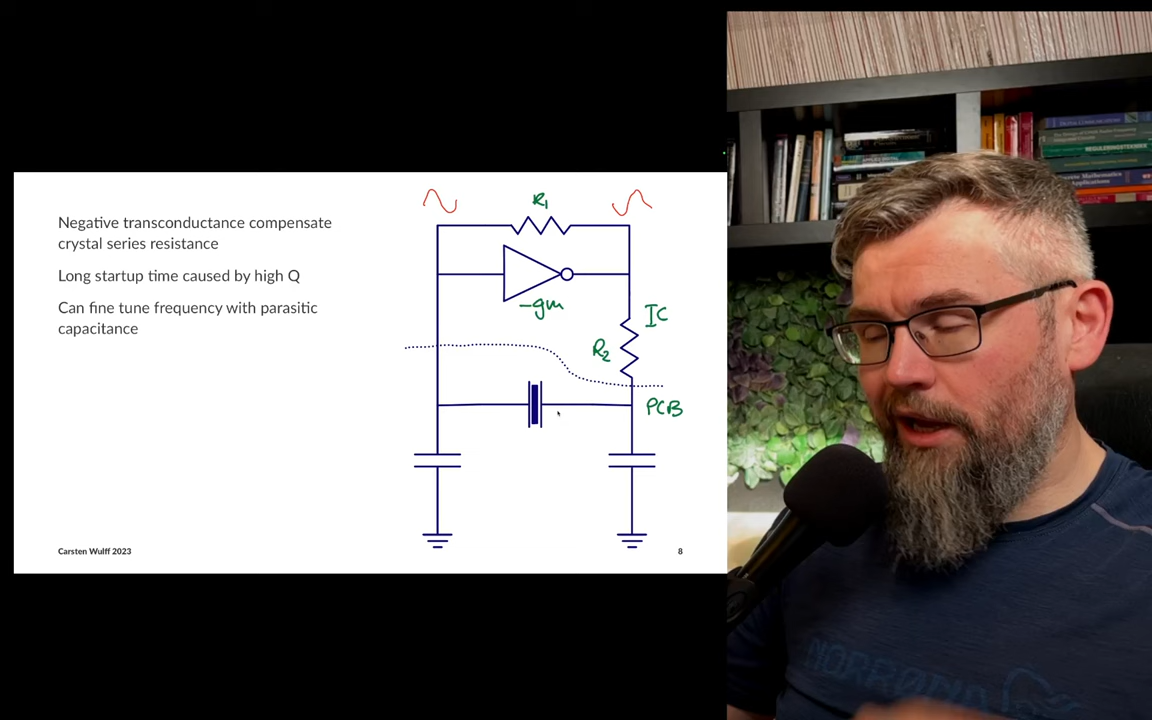 Negative transconductance compensate
crystal series resistance
Long startup time caused by high Q
Can fine tune frequency with parasitic
capacitance
R1
-gm
IC
R2
PCB
Carsten Wulff 2023
8
REGULERINGSTEKNIKK